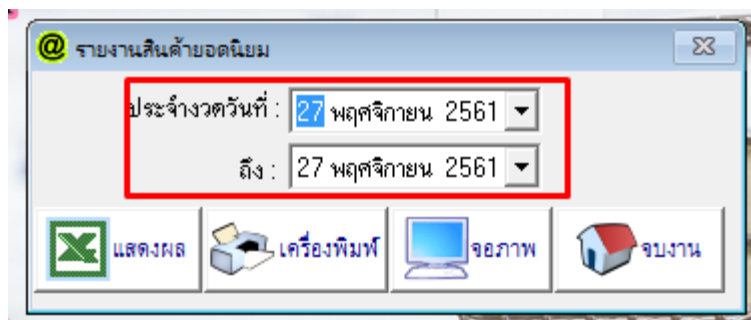 @ รายงานสินค้ายอดนิยม
ประจำงวดวันที่ : 27 พฤศจิกายน 2561
ถึง : 27 พฤศจิกายน 2561
แสดงผล เครื่องพิมพ์ จอภาพ จบงาน